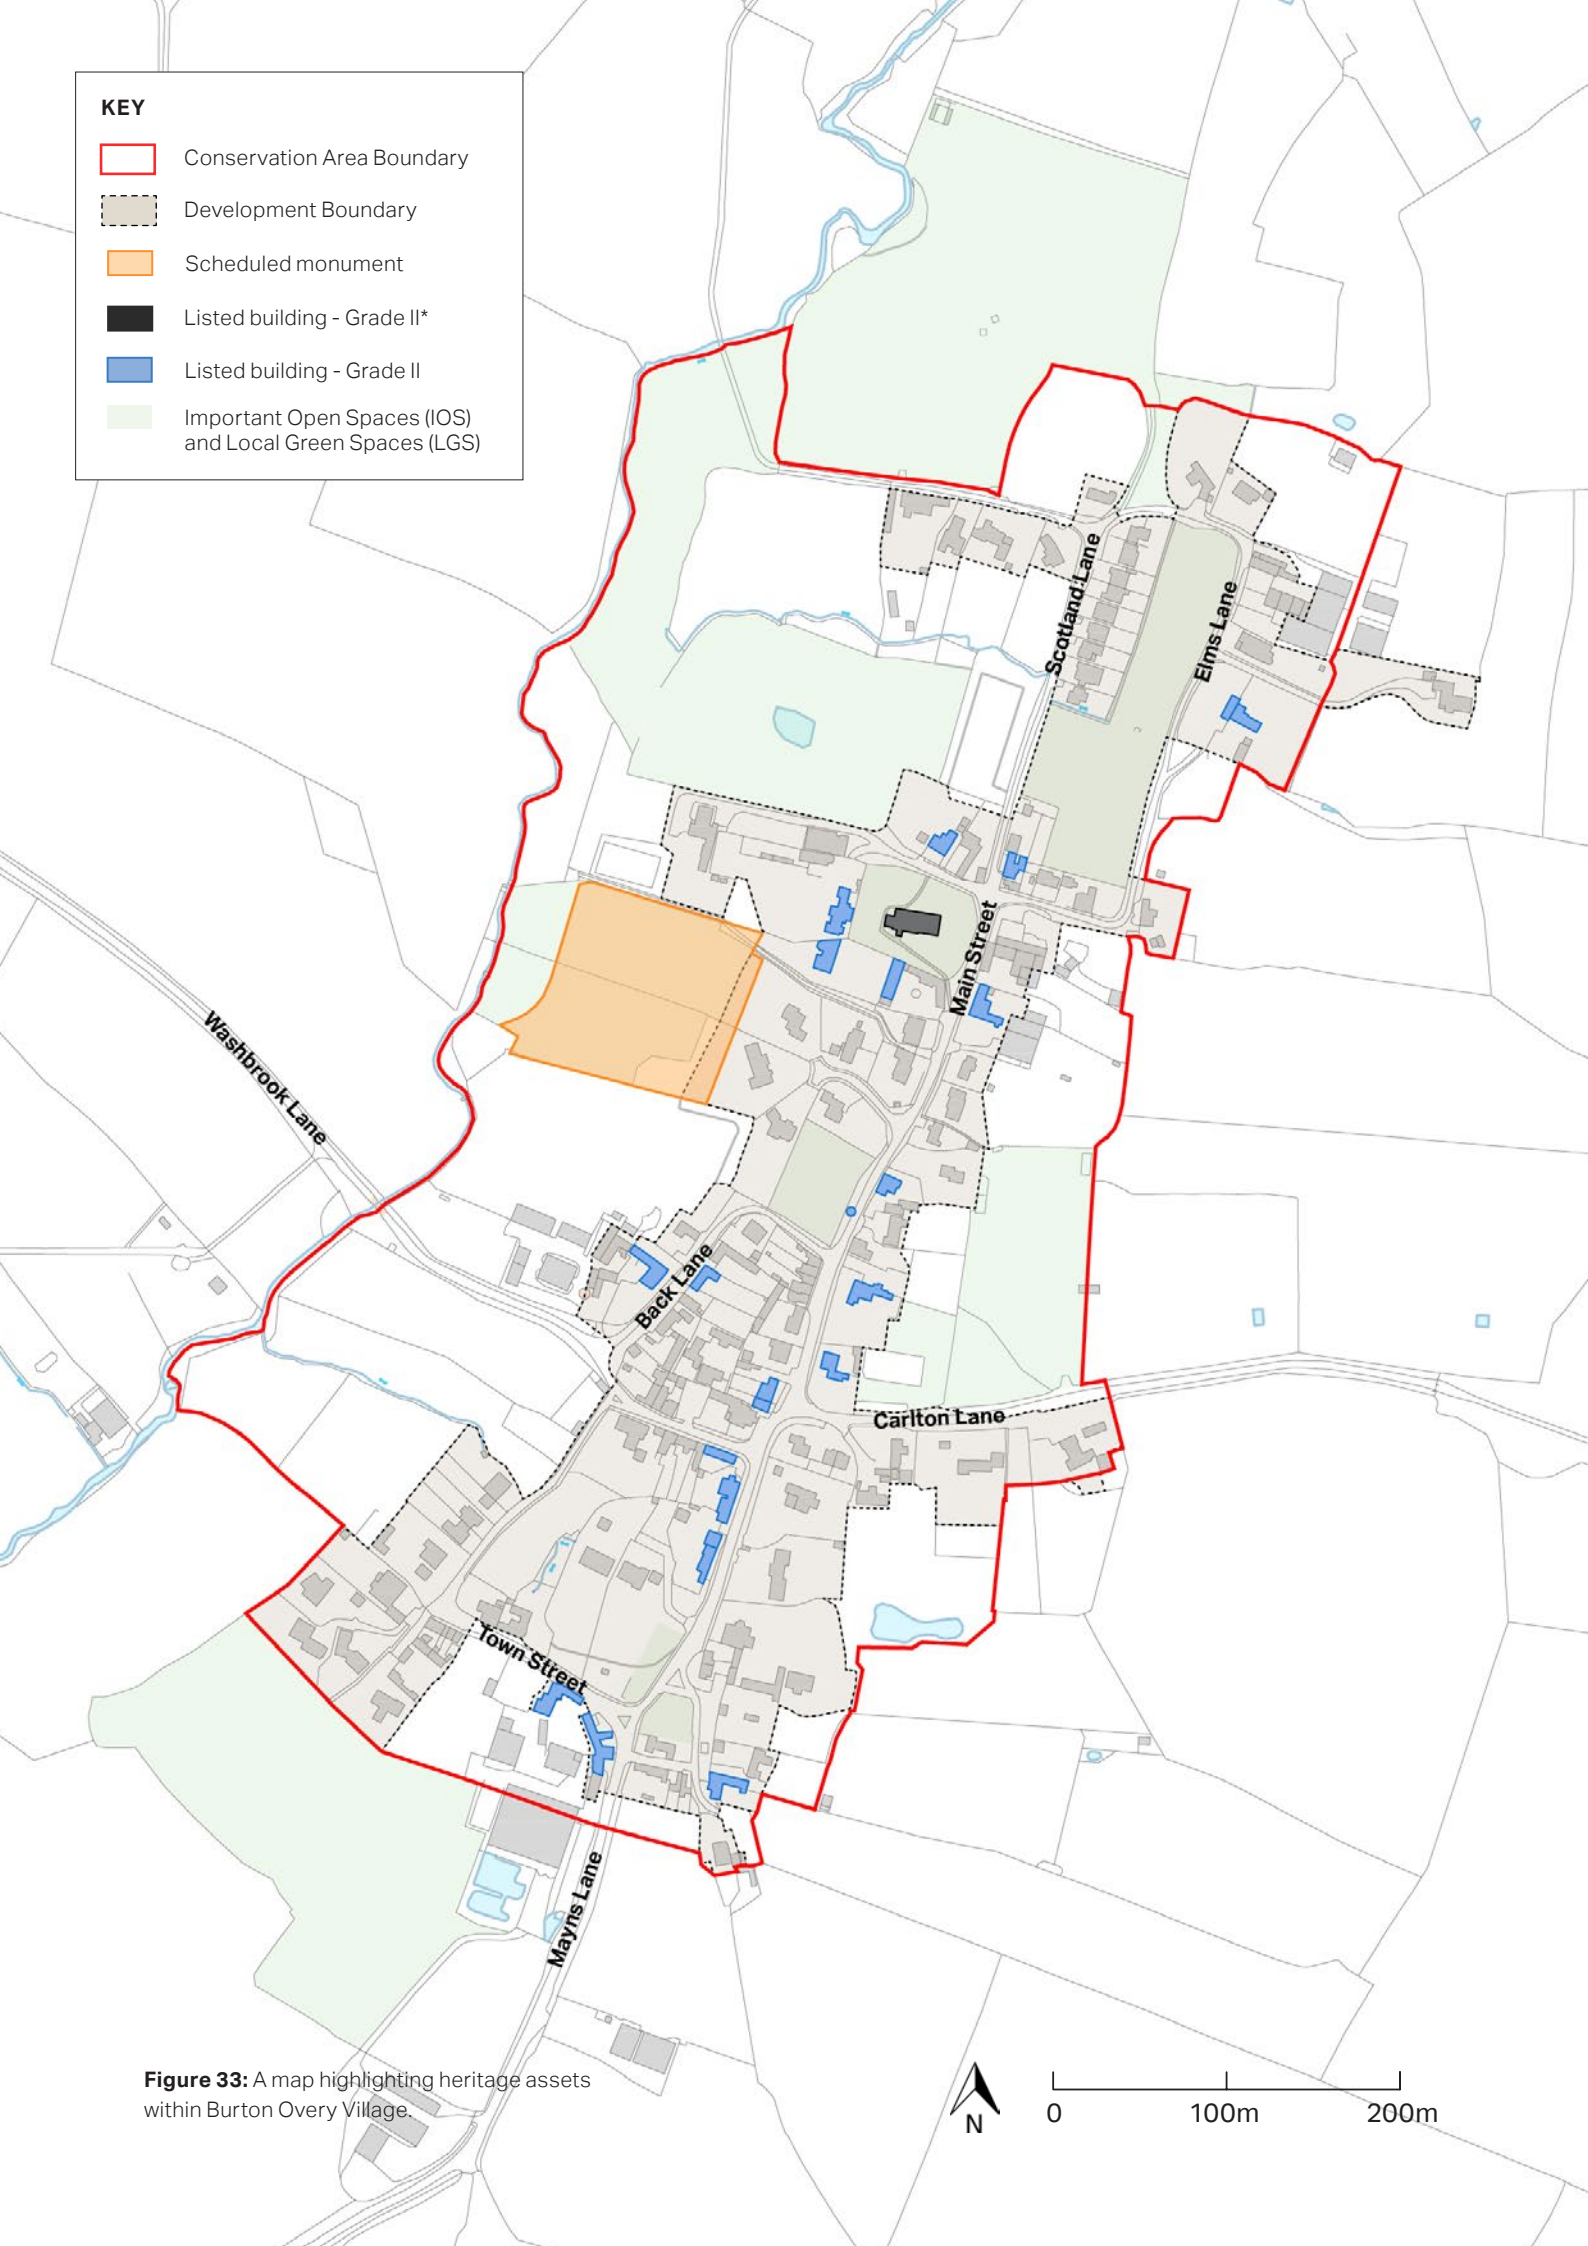 KEY
Conservation Area Boundary
Development Boundary
Scheduled monument
Listed building - Grade II*
Listed building - Grade II
Important Open Spaces (IOS)
and Local Green Spaces (LGS)
Scotland Lane
Elms Lane
Main Street
Washbrook Lane
Back Lane
Carlton Lane
Town Street
Mayns Lane
Figure 33: A map highlighting heritage assets
within Burton Overy Village.
N
0 100m 200m